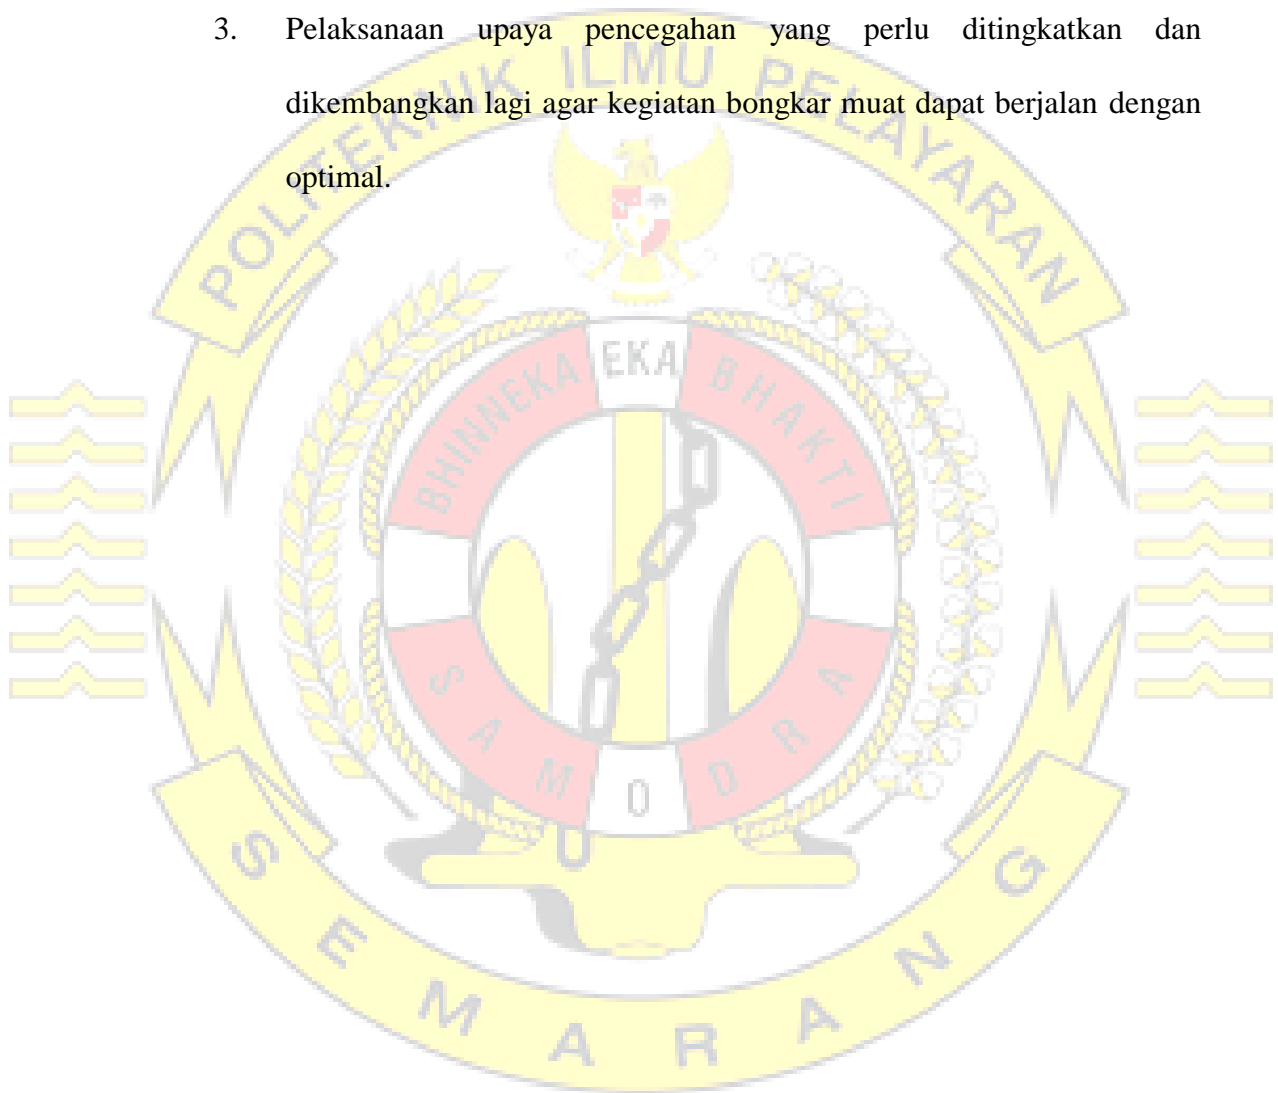 3. Pelaksanaan upaya pencegahan yang perlu ditingkatkan dan
dikembangkan lagi agar kegiatan bongkar muat dapat berjalan dengan
optimal.
POLITEKNIK ILMU PELAYARAN
BHINNEKA EKA BHAKTI
SAMODRA
SEMARANG